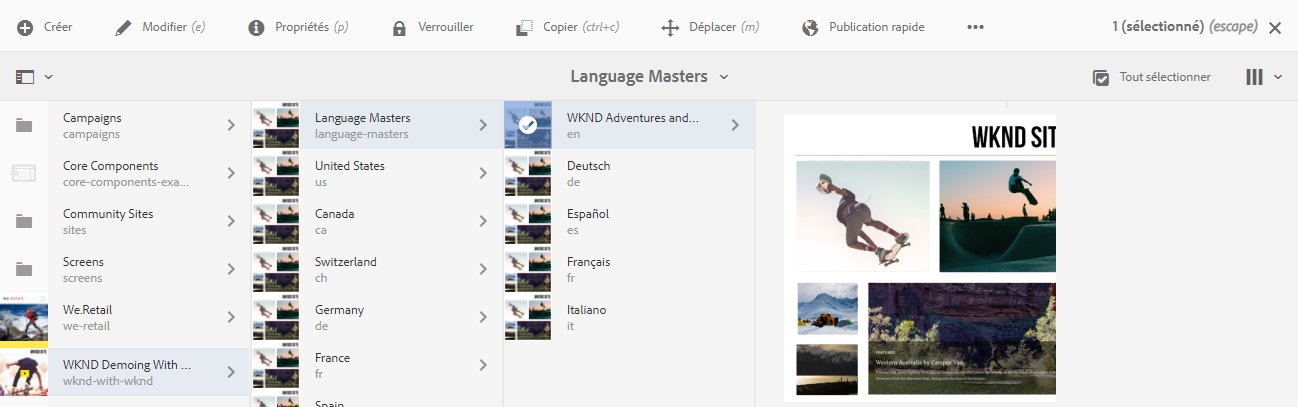 Créer
Modifier (e)
Propriétés (p)
Verrouiller
Copier (ctrl+c)
Déplacer (m)
Publication rapide
1 (sélectionné) (escape)
Language Masters
Tout sélectionner
Campaigns
campaigns
Core Components
core-components-exa...
Community Sites
sites
Screens
screens
We.Retail
we-retail
WKND Demoing With ...
wknd-with-wknd
Language Masters
language-masters
United States
us
Canada
ca
Switzerland
ch
Germany
de
France
fr
Spain
WKND Adventures and...
en
Deutsch
de
Español
es
Français
fr
Italiano
it
WKND SIT
FEATURED
Western Australia by Camper Van